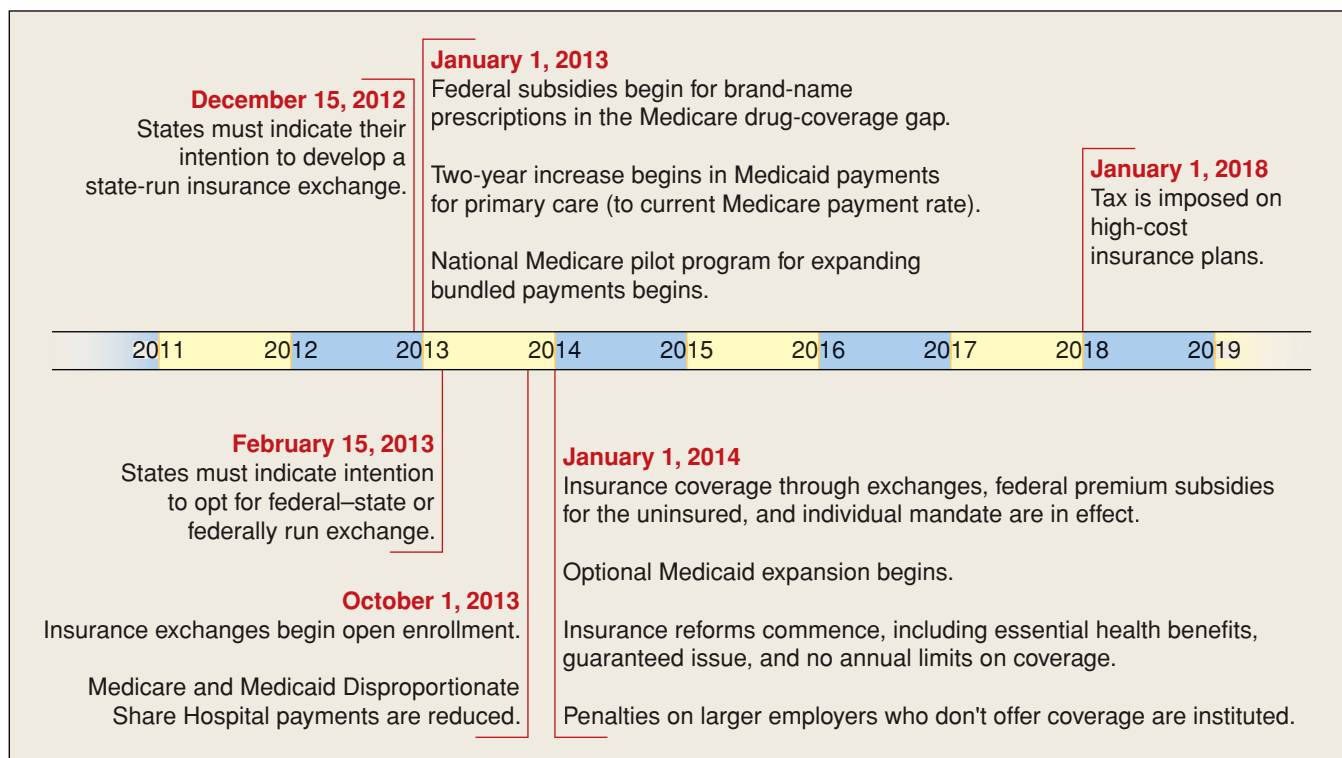 December 15, 2012
States must indicate their
intention to develop a
state-run insurance exchange.
January 1, 2013
Federal subsidies begin for brand-name
prescriptions in the Medicare drug-coverage gap.
Two-year increase begins in Medicaid payments
for primary care (to current Medicare payment rate).
National Medicare pilot program for expanding
bundled payments begins.
January 1, 2018
Tax is imposed on
high-cost
insurance plans.
2011 2012 2013 2014 2015 2016 2017 2018 2019
February 15, 2013
States must indicate intention
to opt for federal–state or
federally run exchange.
October 1, 2013
Insurance exchanges begin open enrollment.
Medicare and Medicaid Disproportionate
Share Hospital payments are reduced.
January 1, 2014
Insurance coverage through exchanges, federal premium subsidies
for the uninsured, and individual mandate are in effect.
Optional Medicaid expansion begins.
Insurance reforms commence, including essential health benefits,
guaranteed issue, and no annual limits on coverage.
Penalties on larger employers who don't offer coverage are instituted.